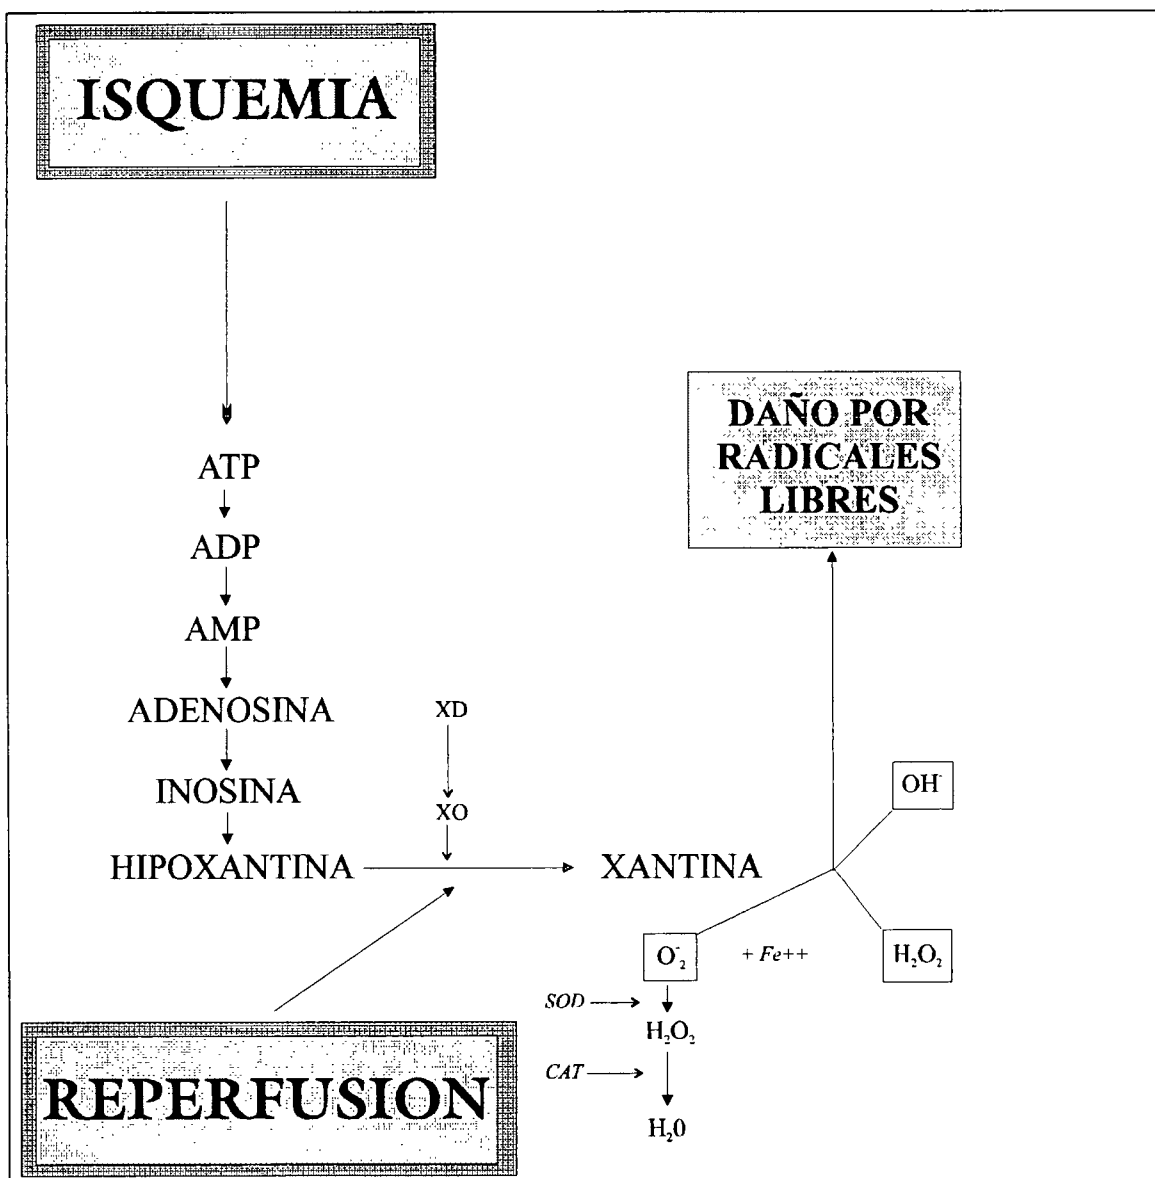 ISQUEMIA
DAÑO POR
RADICALES
LIBRES
ATP
ADP
AMP
ADENOSINA
XD
INOSINA
OH⁻
XO
HIPOXANTINA
XANTINA
O₂⁻
+ Fe++
H₂O₂
SOD
H₂O₂
CAT
H₂0
REPERFUSION